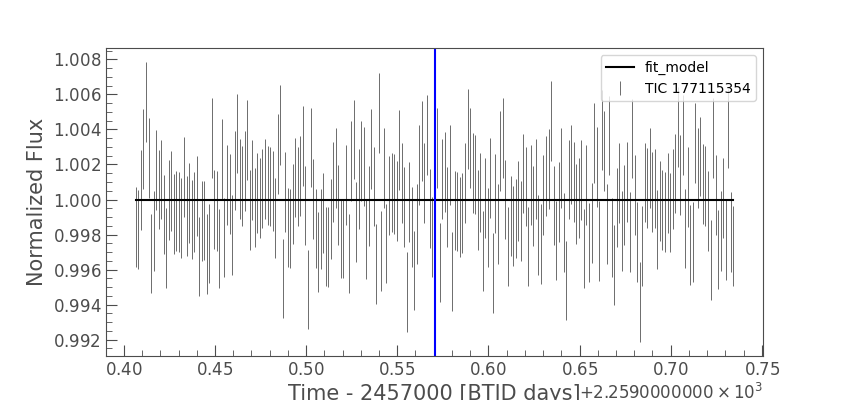 1.008
1.006
1.004
1.002
1.000
0.998
0.996
0.994
0.992
Normalized Flux
fit_model
TIC 177115354
0.40 0.45 0.50 0.55 0.60 0.65 0.70 0.75
Time - 2457000 [BTJD days]
+2.2590000000 × 10³